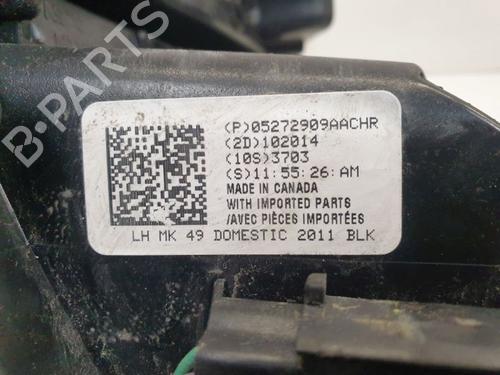 (P)05272909AACHR
(2D)102014
(10S)3703
(S)11:55:26:AM
MADE IN CANADA
WITH IMPORTED PARTS
/AVEC PIÈCES IMPORTÉES
LH MK 49 DOMESTIC 2011 BLK
B-PARTS